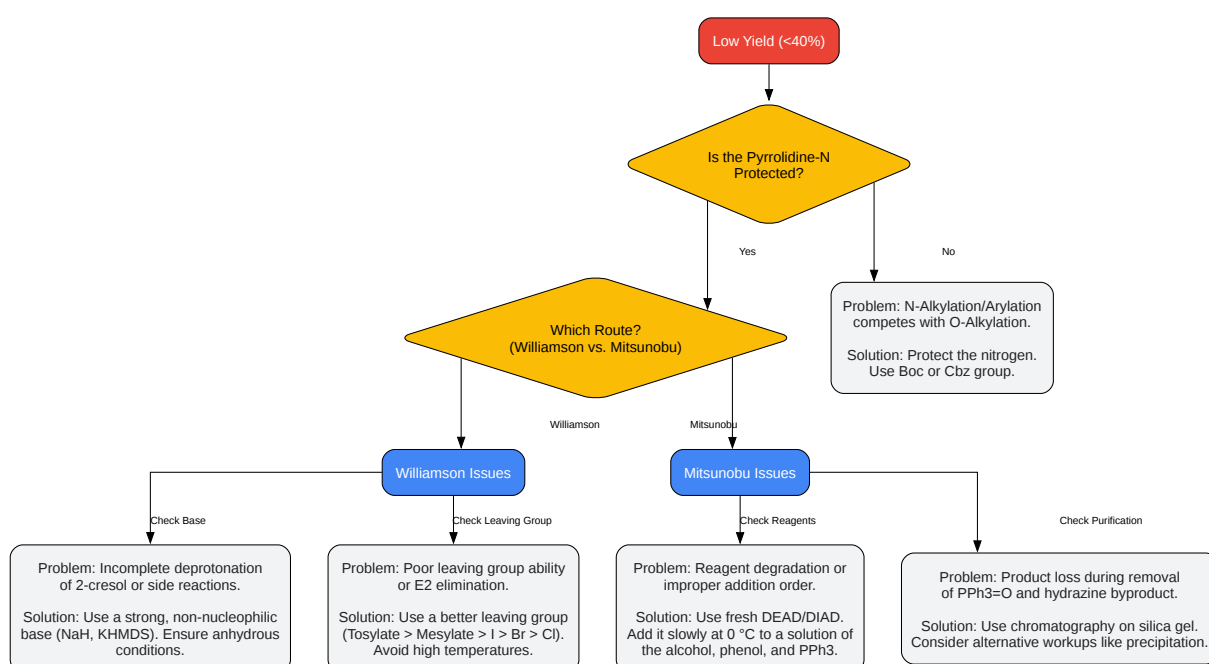 Low Yield (<40%)
Is the Pyrrolidine-N
Protected?
Yes
No
Problem: N-Alkylation/Arylation
competes with O-Alkylation.
Solution: Protect the nitrogen.
Use Boc or Cbz group.
Which Route?
(Williamson vs. Mitsunobu)
Williamson
Mitsunobu
Williamson Issues
Mitsunobu Issues
Check Base
Check Leaving Group
Check Reagents
Check Purification
Problem: Incomplete deprotonation
of 2-cresol or side reactions.
Solution: Use a strong, non-nucleophilic
base (NaH, KHMDS). Ensure anhydrous
conditions.
Problem: Poor leaving group ability
or E2 elimination.
Solution: Use a better leaving group
(Tosylate > Mesylate > I > Br > Cl).
Avoid high temperatures.
Problem: Reagent degradation or
improper addition order.
Solution: Use fresh DEAD/DIAD.
Add it slowly at 0 °C to a solution of
the alcohol, phenol, and PPh3.
Problem: Product loss during removal
of PPh3=O and hydrazine byproduct.
Solution: Use chromatography on silica gel.
Consider alternative workups like precipitation.